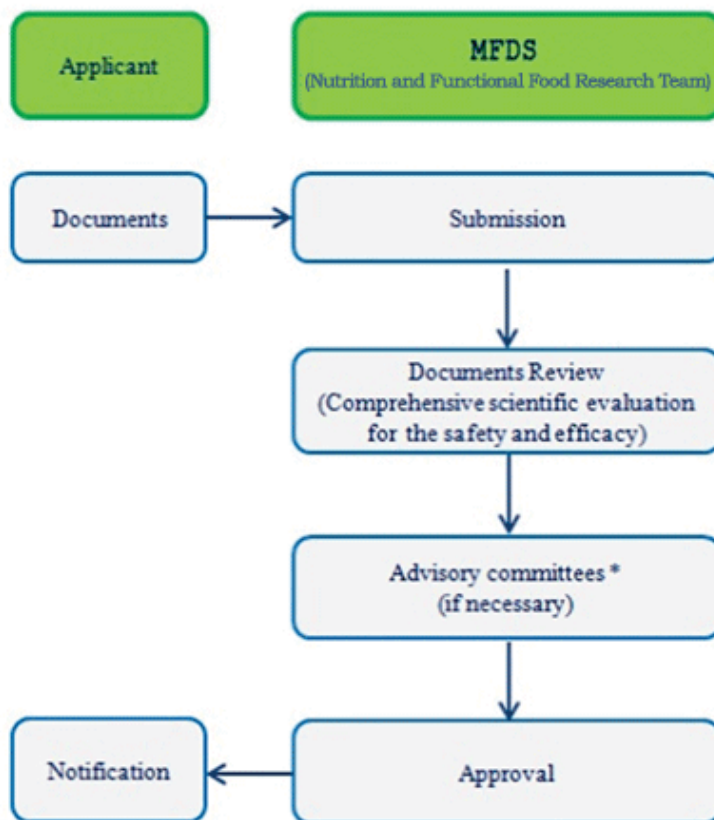 Applicant
MFDS
(Nutrition and Functional Food Research Team)
Documents
Submission
Documents Review
(Comprehensive scientific evaluation
for the safety and efficacy)
Advisory committees *
(if necessary)
Notification
Approval